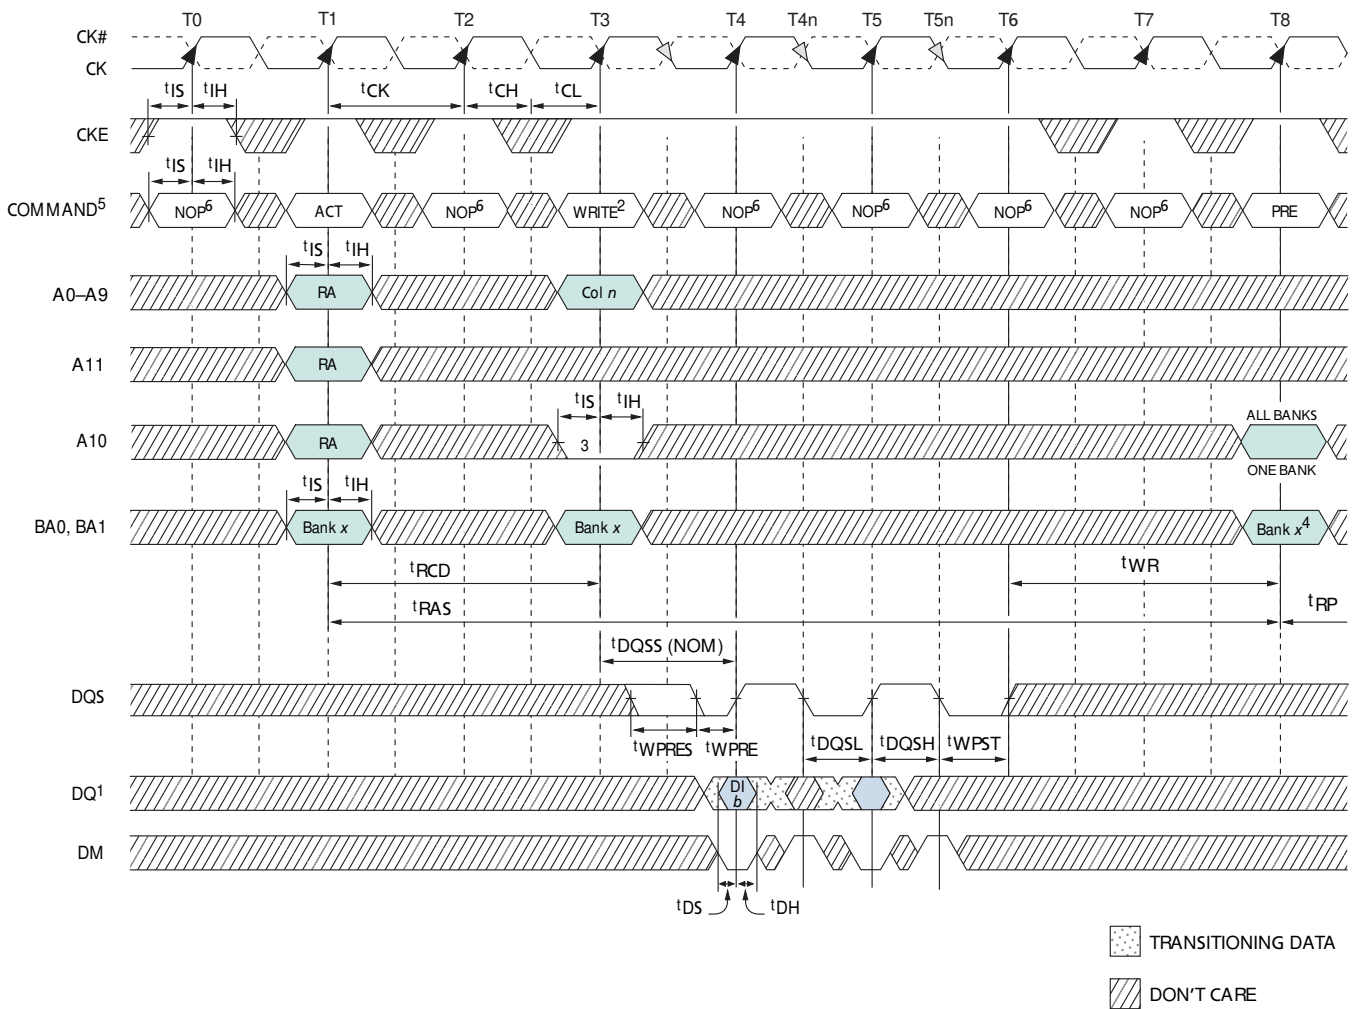 T0 T1 T2 T3 T4 T4n T5 T5n T6 T7 T8
CK#
CK
tIS tIH tCK tCH tCL
CKE
tIS tIH
COMMAND5 NOP6 ACT NOP6 WRITE2 NOP6 NOP6 NOP6 NOP6 PRE
tIS tIH
A0–A9 RA Col n
A11 RA
tIS tIH
ALL BANKS
A10 RA 3
ONE BANK
tIS tIH
BA0, BA1 Bank x Bank x Bank x4
tRCD tWR
tRAS tRP
tDQSS (NOM)
DQS
tWPRES tWPRE tDQSL tDQSH tWPST
DQ1 DI
b
DM
tDS tDH
TRANSITIONING DATA
DON'T CARE